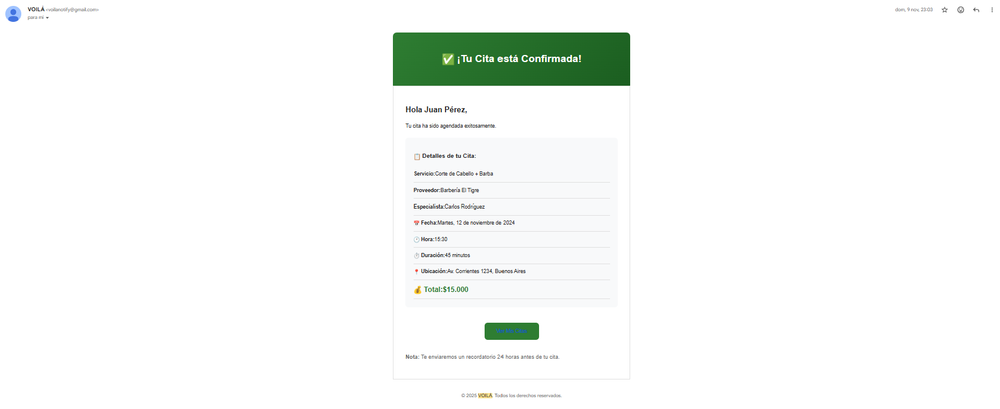 VOILÁ <voilanotify@gmail.com>
dom, 9 nov, 23:03
para mí
¡Tu Cita está Confirmada!
Hola Juan Pérez,
Tu cita ha sido agendada exitosamente.
Detalles de tu Cita:
Servicio:Corte de Cabello + Barba
Proveedor:Barbería El Tigre
Especialista:Carlos Rodríguez
Fecha:Martes, 12 de noviembre de 2024
Hora:15:30
Duración:45 minutos
Ubicación:Av. Corrientes 1234, Buenos Aires
Total:$15.000
Ver Mis Citas
Nota: Te enviaremos un recordatorio 24 horas antes de tu cita.
© 2025 VOILÁ. Todos los derechos reservados.